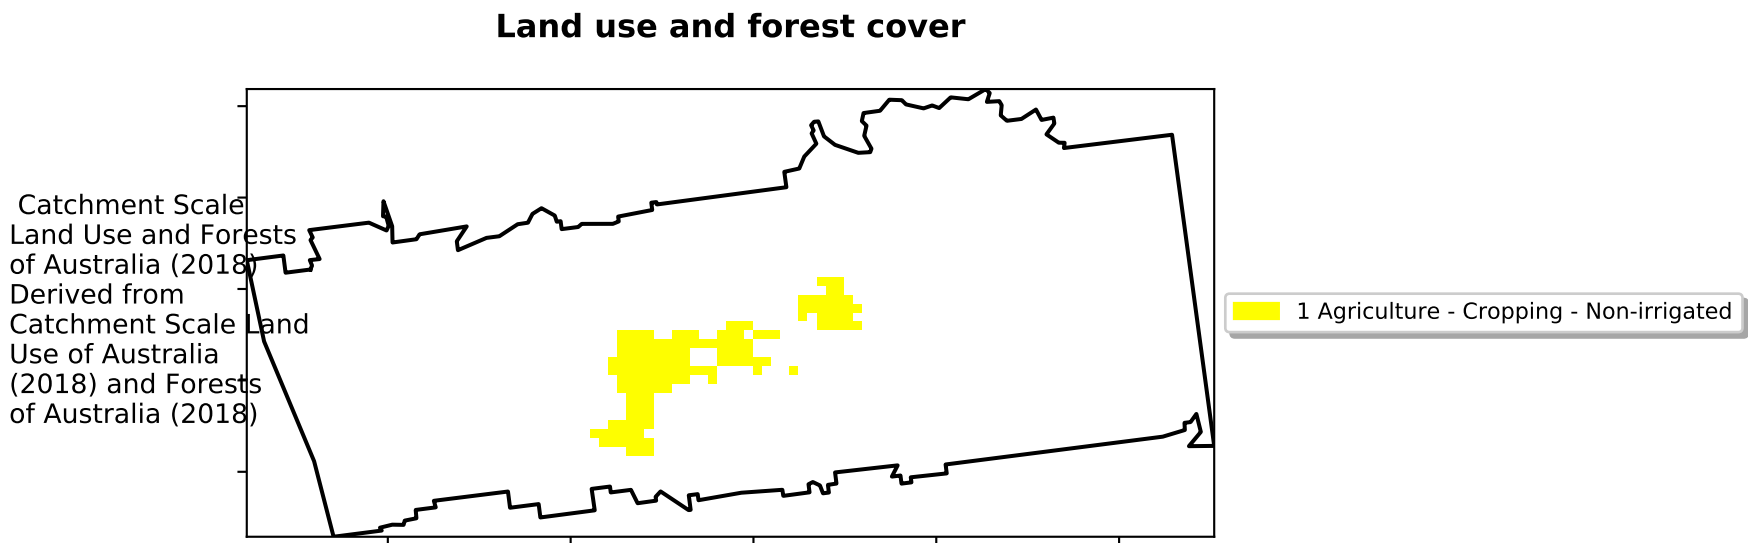 Land use and forest cover
Catchment Scale
Land Use and Forests
of Australia (2018)
Derived from
Catchment Scale Land
Use of Australia
(2018) and Forests
of Australia (2018)
1 Agriculture - Cropping - Non-irrigated